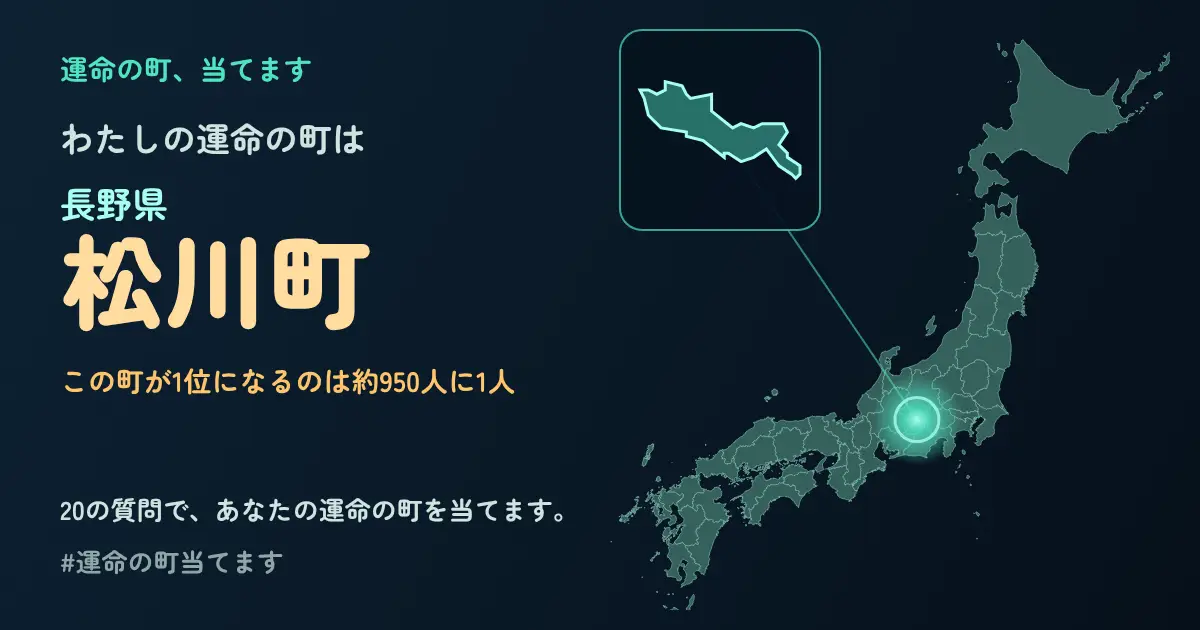 運命の町、当てます
わたしの運命の町は
長野県
松川町
この町が1位になるのは約950人に1人
20の質問で、あなたの運命の町を当てます。
#運命の町当てます